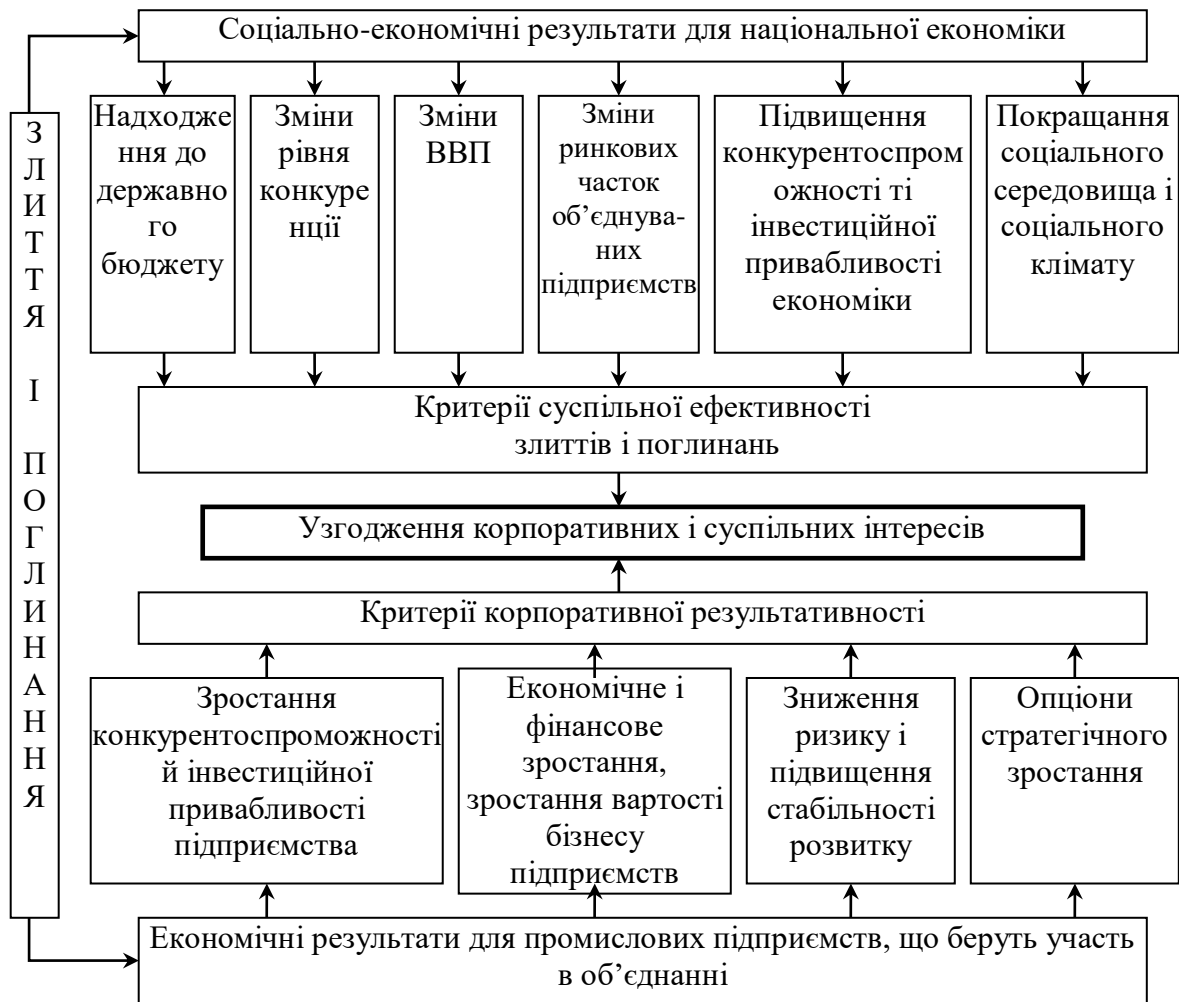 Соціально-економічні результати для національної економіки
З
Л
И
Т
Т
Я
І
П
О
Г
Л
И
Н
А
Н
Н
Я
Надходже
ння до
державно
го
бюджету
Зміни
рівня
конкуре
нції
Зміни
ВВП
Зміни
ринкових
часток
об’єднува-
них
підприємств
Підвищення
конкурентоспром
ожності ті
інвестиційної
привабливості
економіки
Покращання
соціального
середовища і
соціального
клімату
Критерії суспільної ефективності
злиттів і поглинань
Узгодження корпоративних і суспільних інтересів
Критерії корпоративної результативності
Зростання
конкурентоспроможності
й інвестиційної
привабливості
підприємства
Економічне і
фінансове
зростання,
зростання вартості
бізнесу
підприємств
Зниження
ризику і
підвищення
стабільності
розвитку
Опціони
стратегічного
зростання
Економічні результати для промислових підприємств, що беруть участь
в об’єднанні